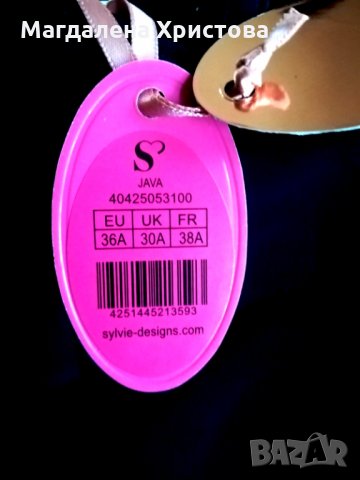 Магдалена Христова
S
JAVA
40425053100
EU UK FR
36A 30A 38A
4251445213593
sylvie-designs.com
BAZAR